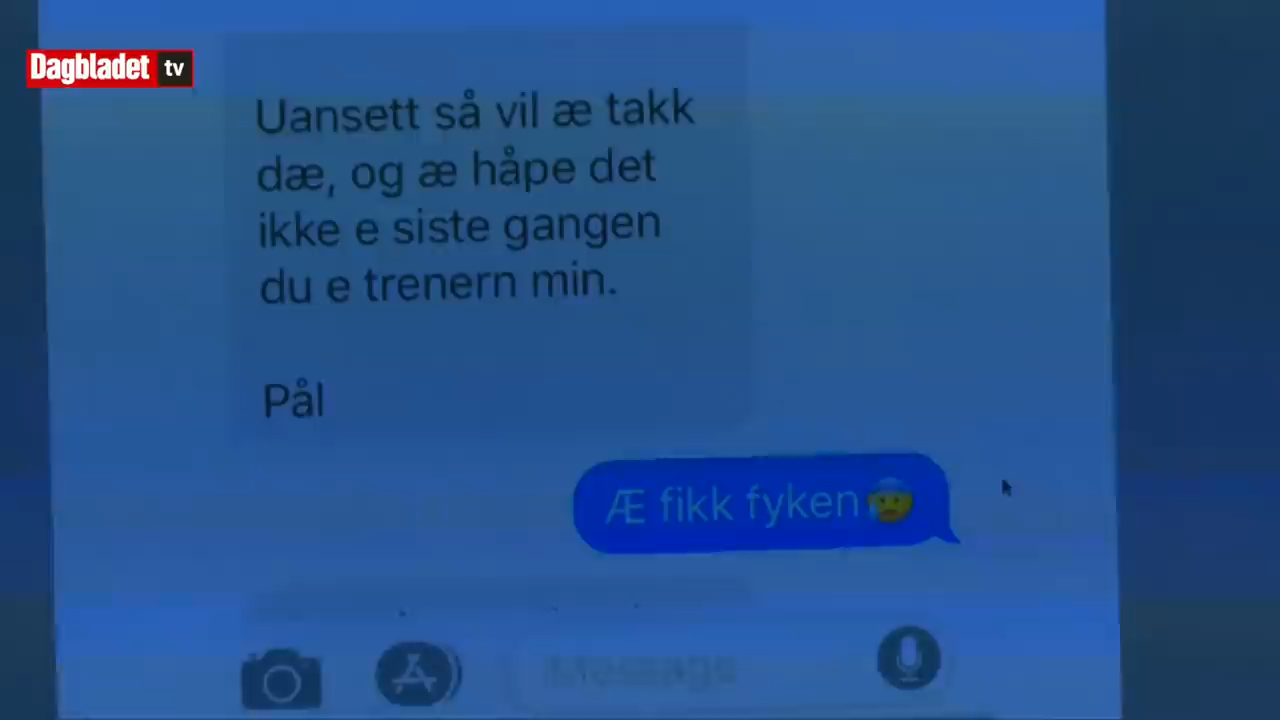 Dagbladet tv
Uansett så vil æ takk
dæ, og æ håpe det
ikke e siste gangen
du e trenern min.
Pål
Æ fikk fyken😰
Message